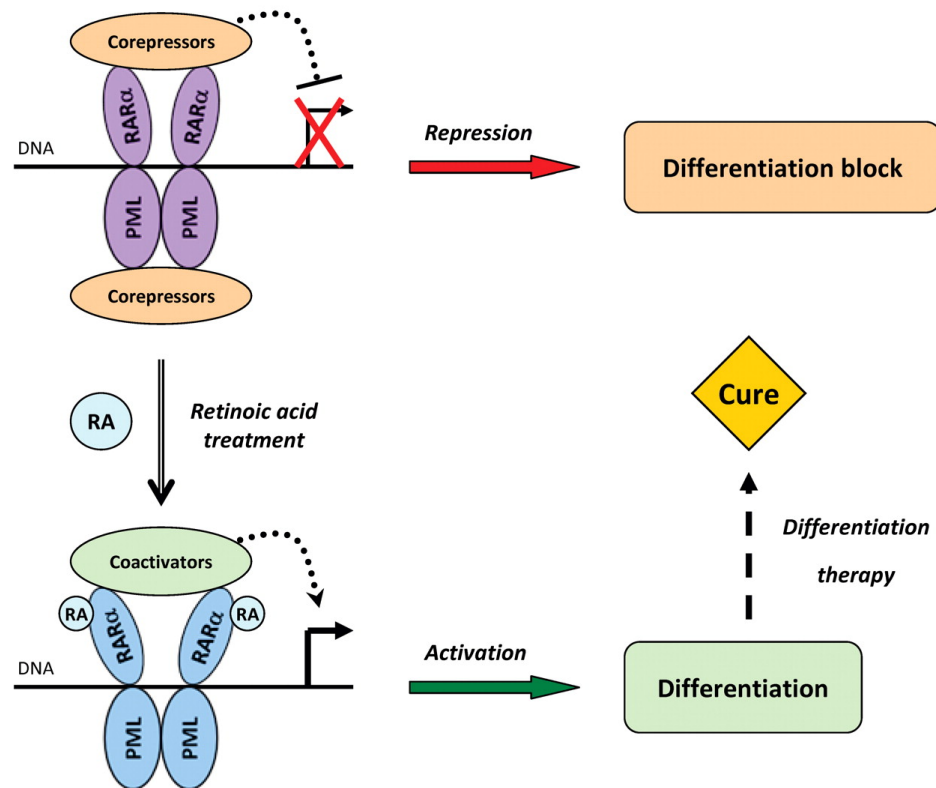 Corepressors
RARα
RARα
DNA
PML
PML
Corepressors
Repression
Differentiation block
RA
Retinoic acid
treatment
Cure
Differentiation
therapy
Coactivators
RA
RA
RARα
RARα
DNA
PML
PML
Activation
Differentiation